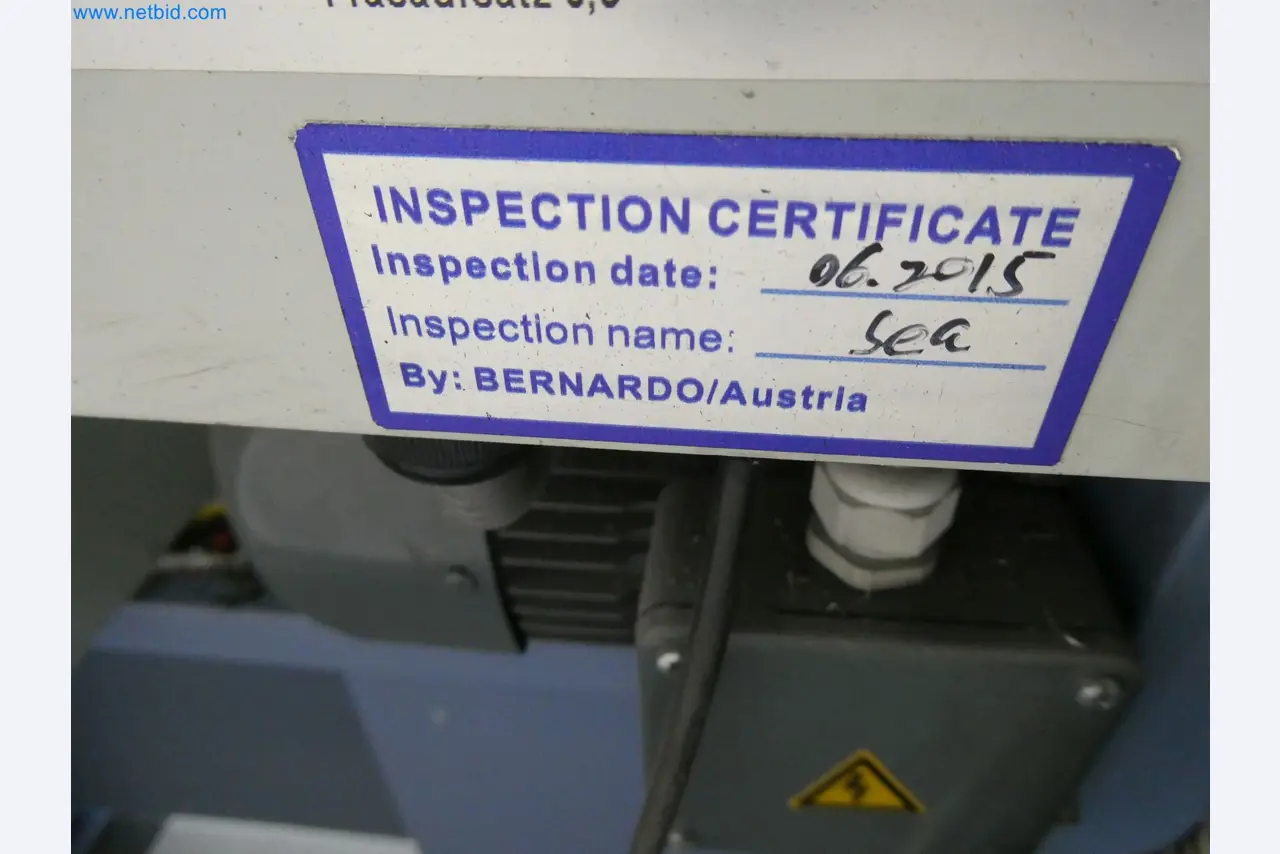 www.netbid.com
INSPECTION CERTIFICATE
Inspection date: 06.2015
Inspection name: Sea
By: BERNARDO/Austria